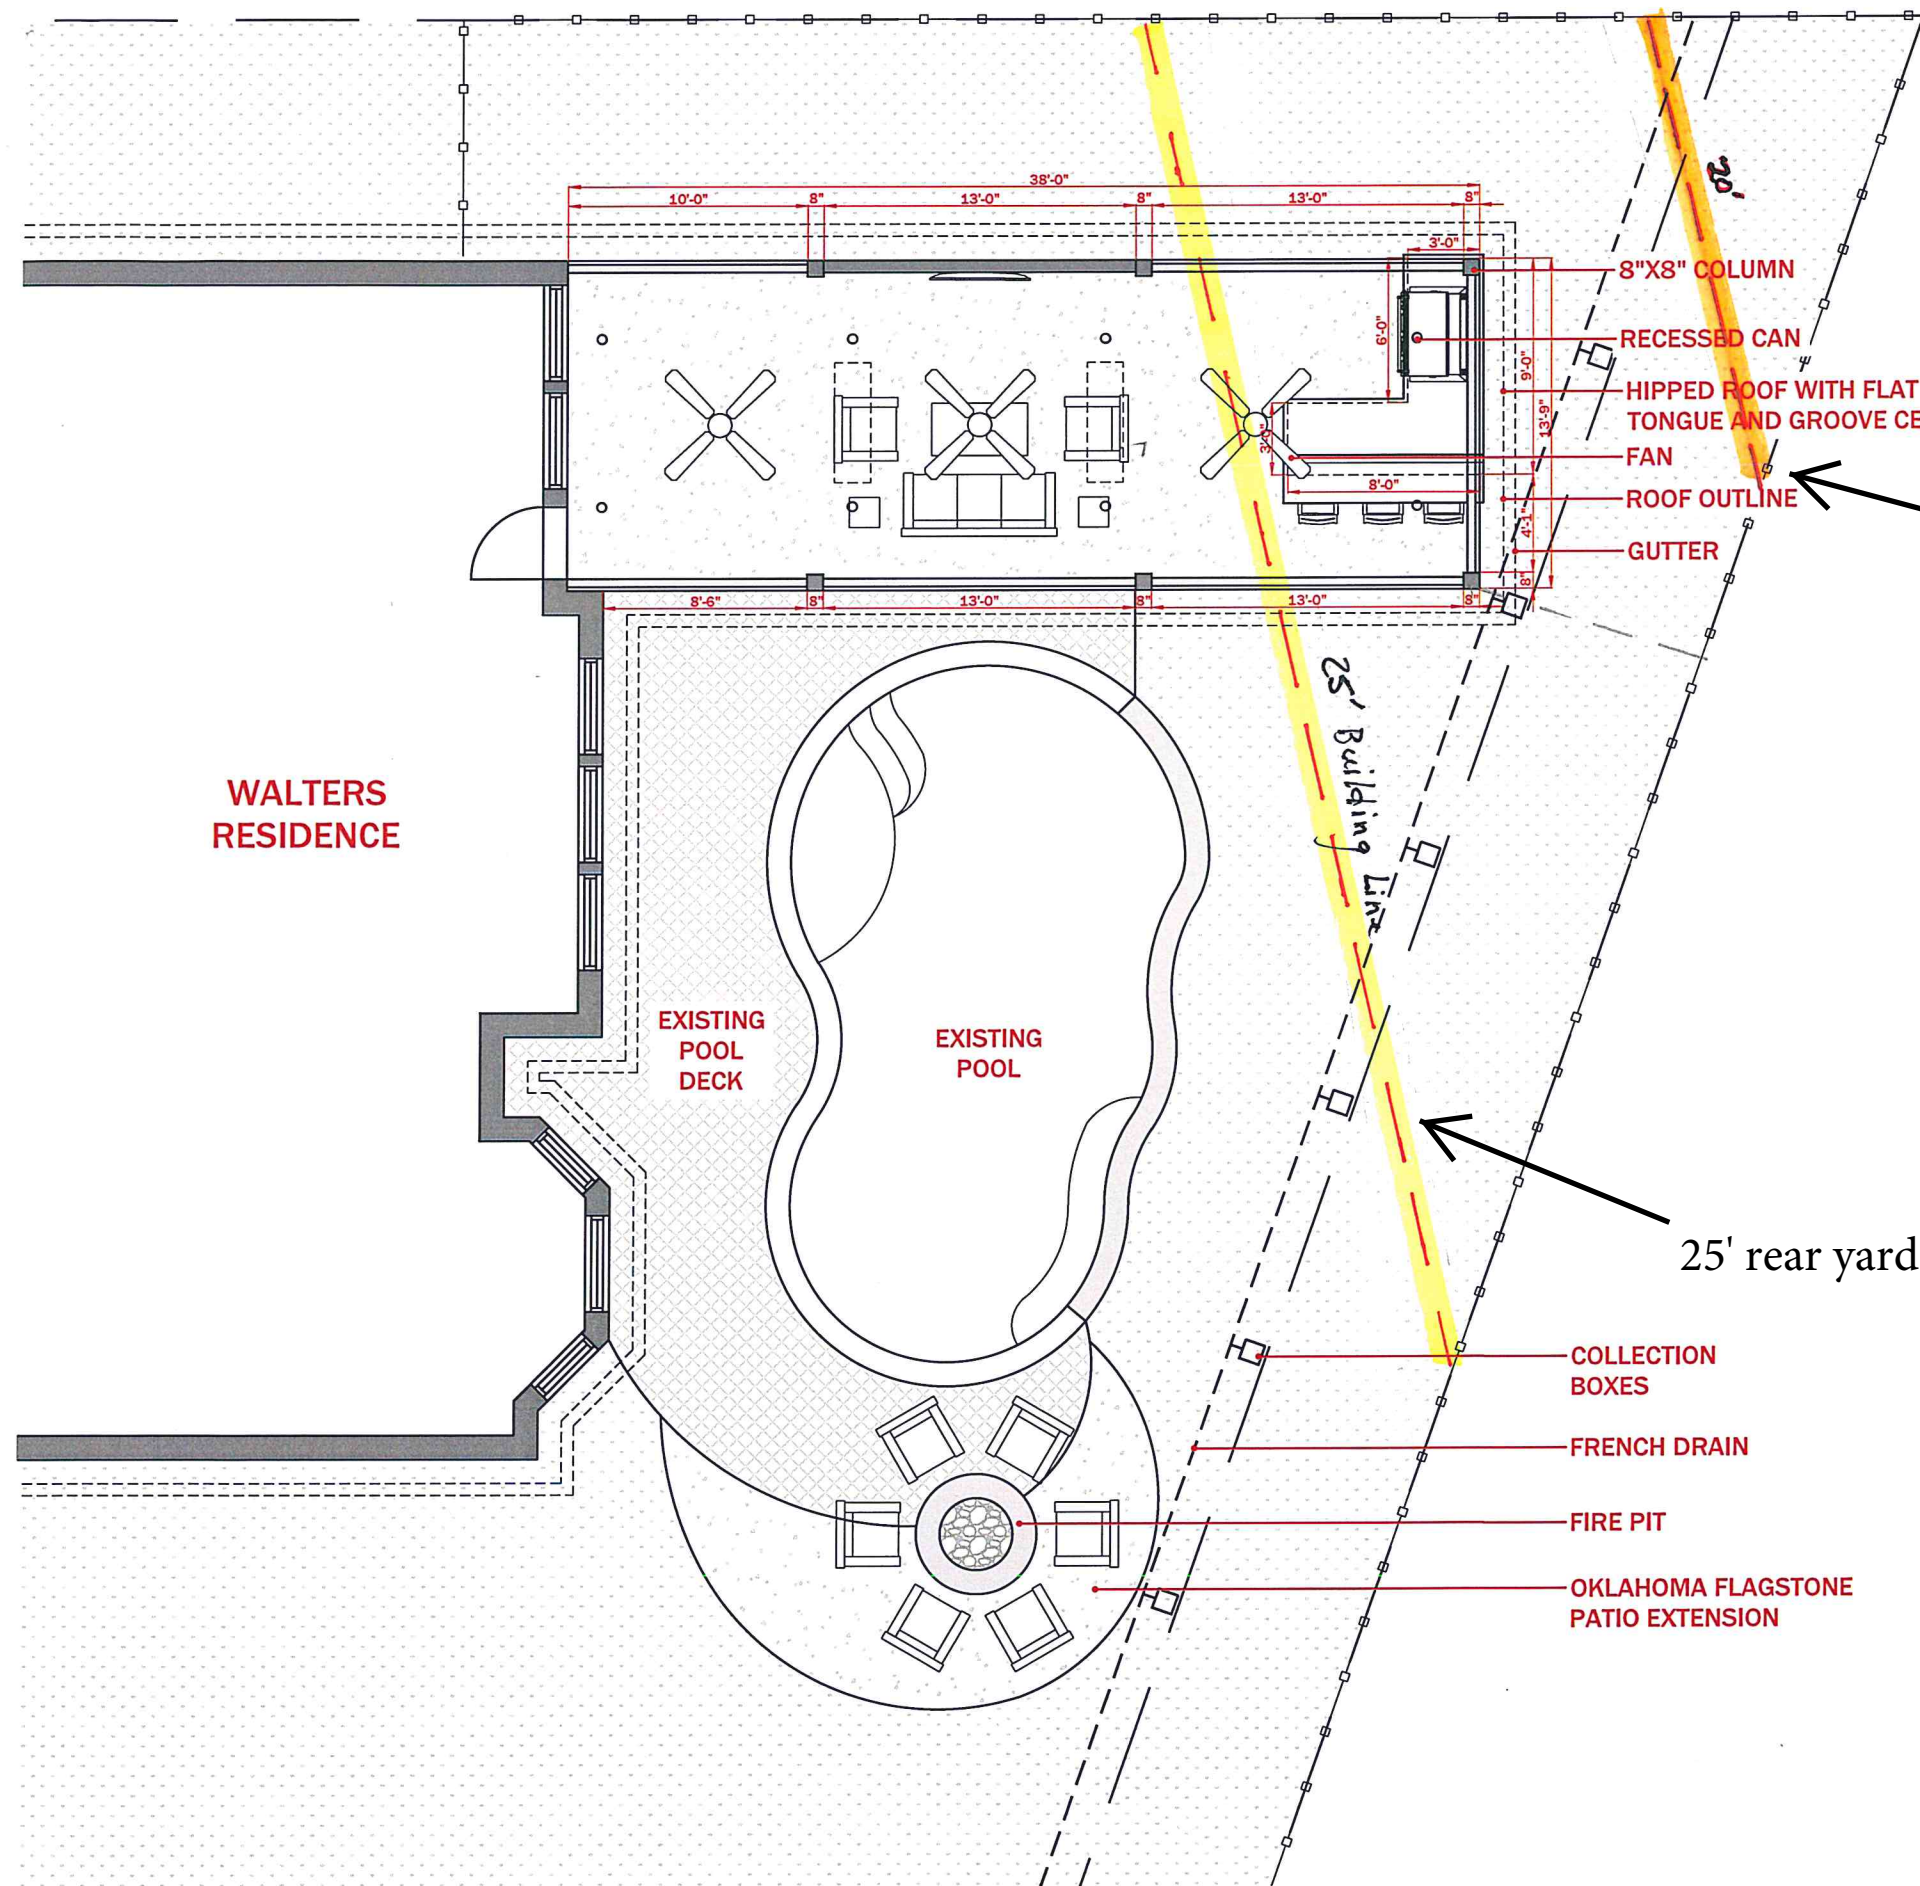 38'-0"
10'-0" 8" 13'-0" 8" 13'-0" 8"
20'
3'-0"
8"X8" COLUMN
6'-0"
RECESSED CAN
9'-0"
13'-9"
HIPPED ROOF WITH FLAT
TONGUE AND GROOVE CE
3'-0"
FAN
8'-0"
ROOF OUTLINE
4'-1"
GUTTER
8"
8'-6" 8" 13'-0" 8" 13'-0" 8"
25' Building Line
WALTERS
RESIDENCE
EXISTING
POOL
DECK
EXISTING
POOL
25' rear yard
COLLECTION
BOXES
FRENCH DRAIN
FIRE PIT
OKLAHOMA FLAGSTONE
PATIO EXTENSION